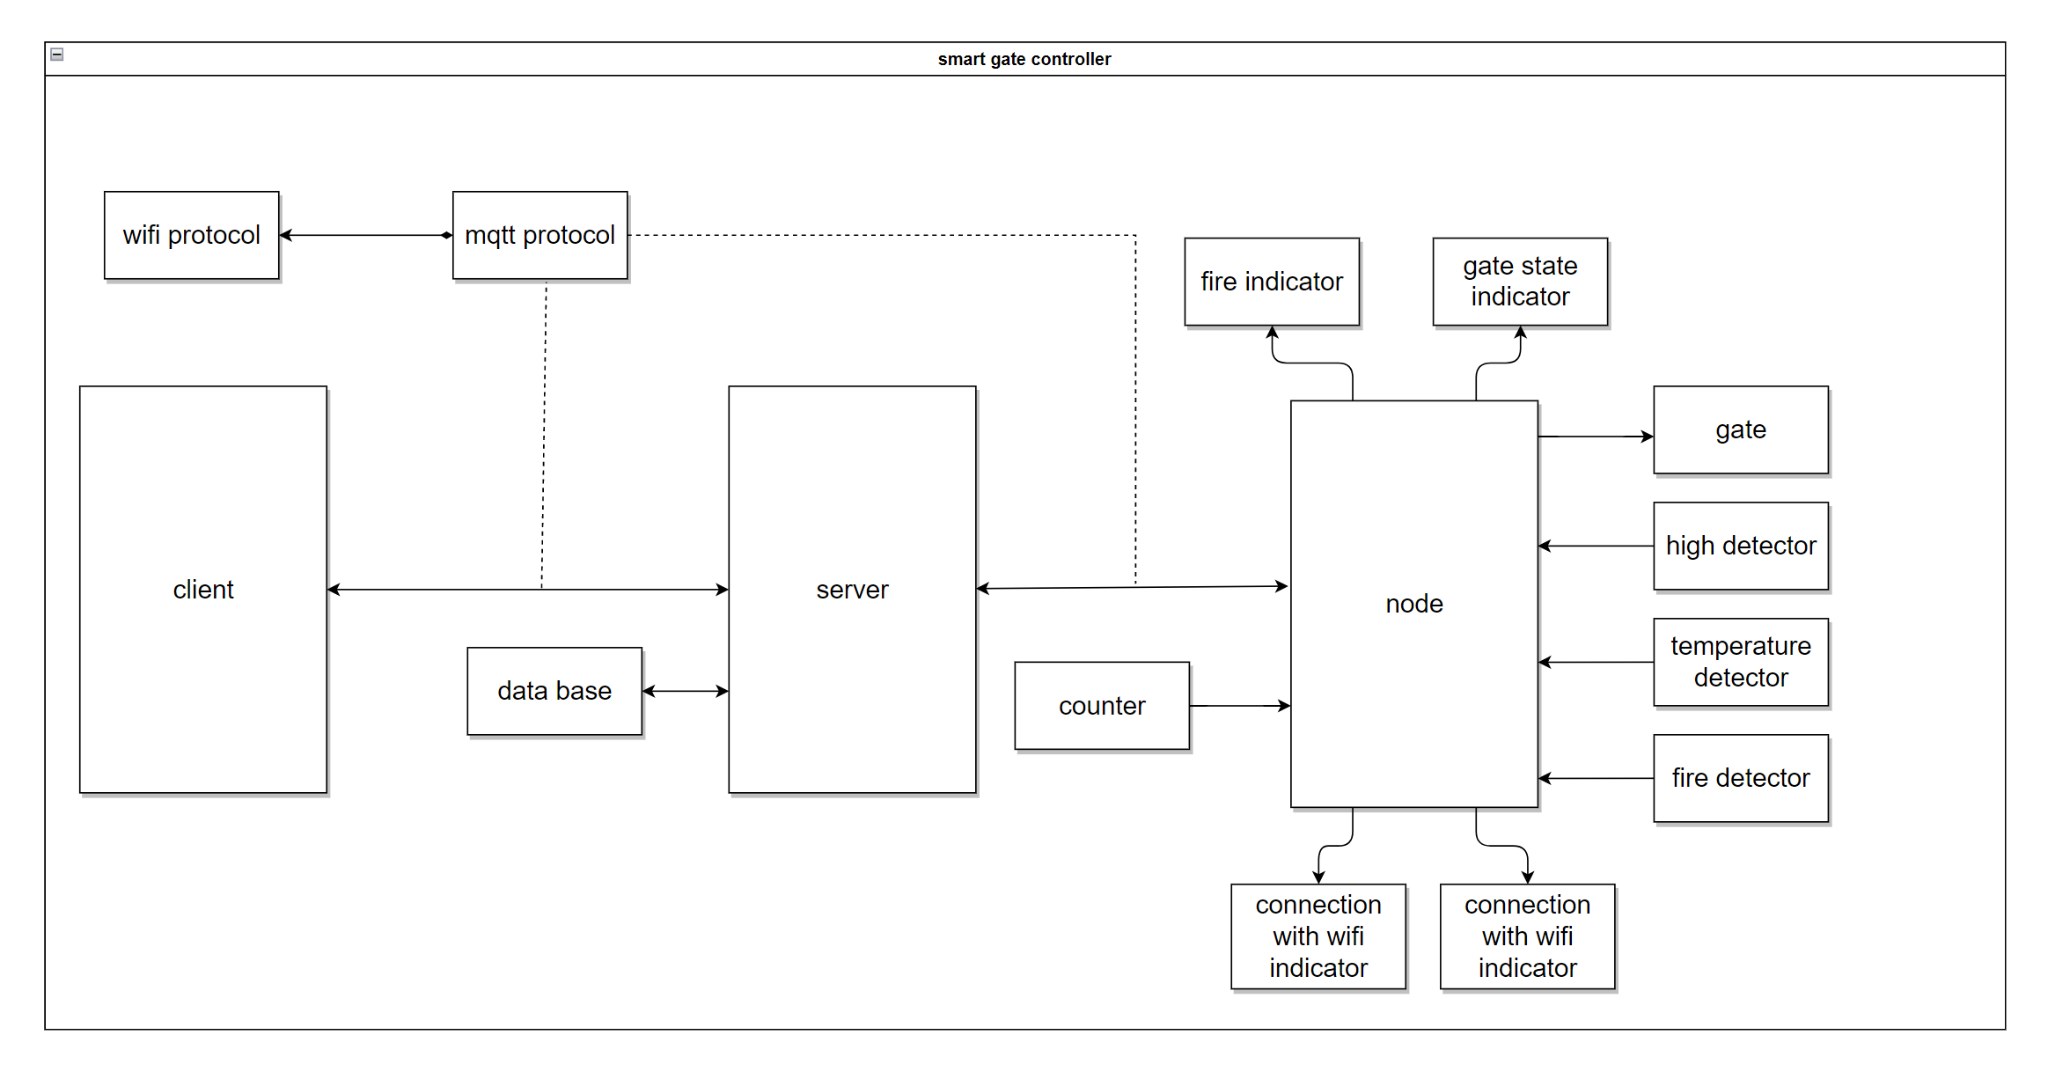 smart gate controller
wifi protocol
mqtt protocol
fire indicator
gate state
indicator
gate
high detector
client
server
node
temperature
detector
data base
counter
fire detector
connection
with wifi
indicator
connection
with wifi
indicator